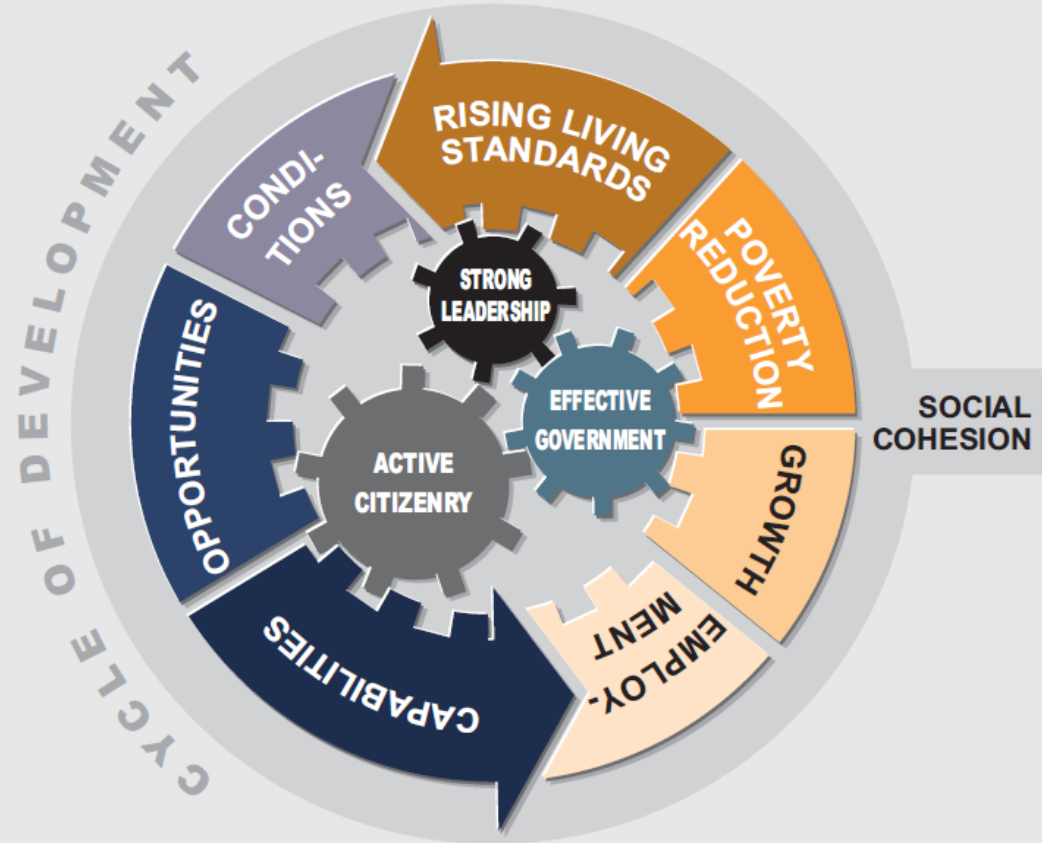 CYCLE OF DEVELOPMENT
RISING LIVING
STANDARDS
POVERTY
REDUCTION
GROWTH
EMPLOY-
MENT
CAPABILITIES
OPPORTUNITIES
CONDI-
TIONS
STRONG
LEADERSHIP
EFFECTIVE
GOVERNMENT
ACTIVE
CITIZENRY
SOCIAL
COHESION